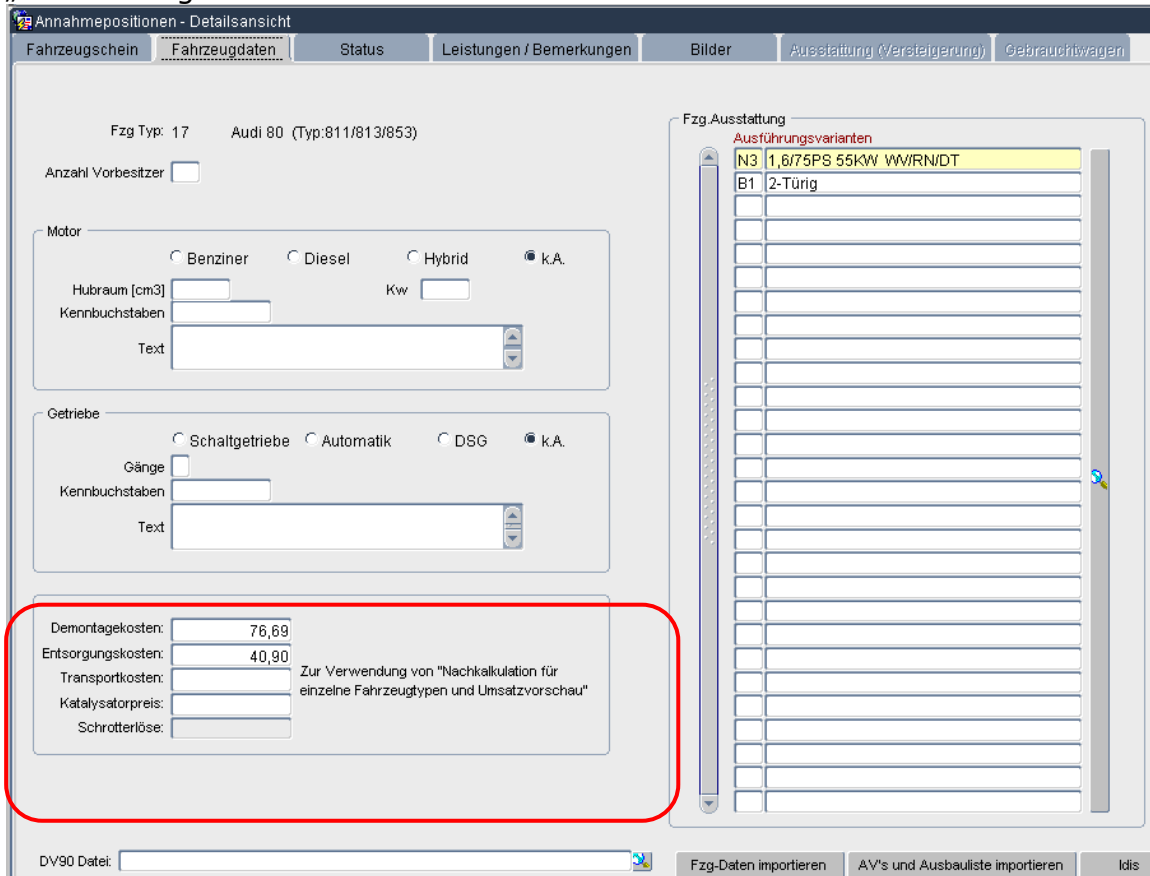 Annahmepositionen - Detailsansicht
Fahrzeugschein Fahrzeugdaten Status Leistungen / Bemerkungen Bilder Ausstattung (Versteigerung) Gebrauchtwagen
Fzg Typ: 17 Audi 80 (Typ:811/813/853)
Anzahl Vorbesitzer
Motor
Benziner Diesel Hybrid k.A.
Hubraum [cm3] Kw
Kennbuchstaben
Text
Getriebe
Schaltgetriebe Automatik DSG k.A.
Gänge
Kennbuchstaben
Text
Demontagekosten: 76,69
Entsorgungskosten: 40,90
Transportkosten:
Katalysatorpreis:
Schrotterlöse:
Zur Verwendung von "Nachkalkulation für
einzelne Fahrzeugtypen und Umsatzvorschau"
Fzg.Ausstattung
Ausführungsvarianten
N3 1,6/75PS 55KW WV/RN/DT
B1 2-Türig
DV90 Datei:
Fzg-Daten importieren AV's und Ausbauliste importieren Idis